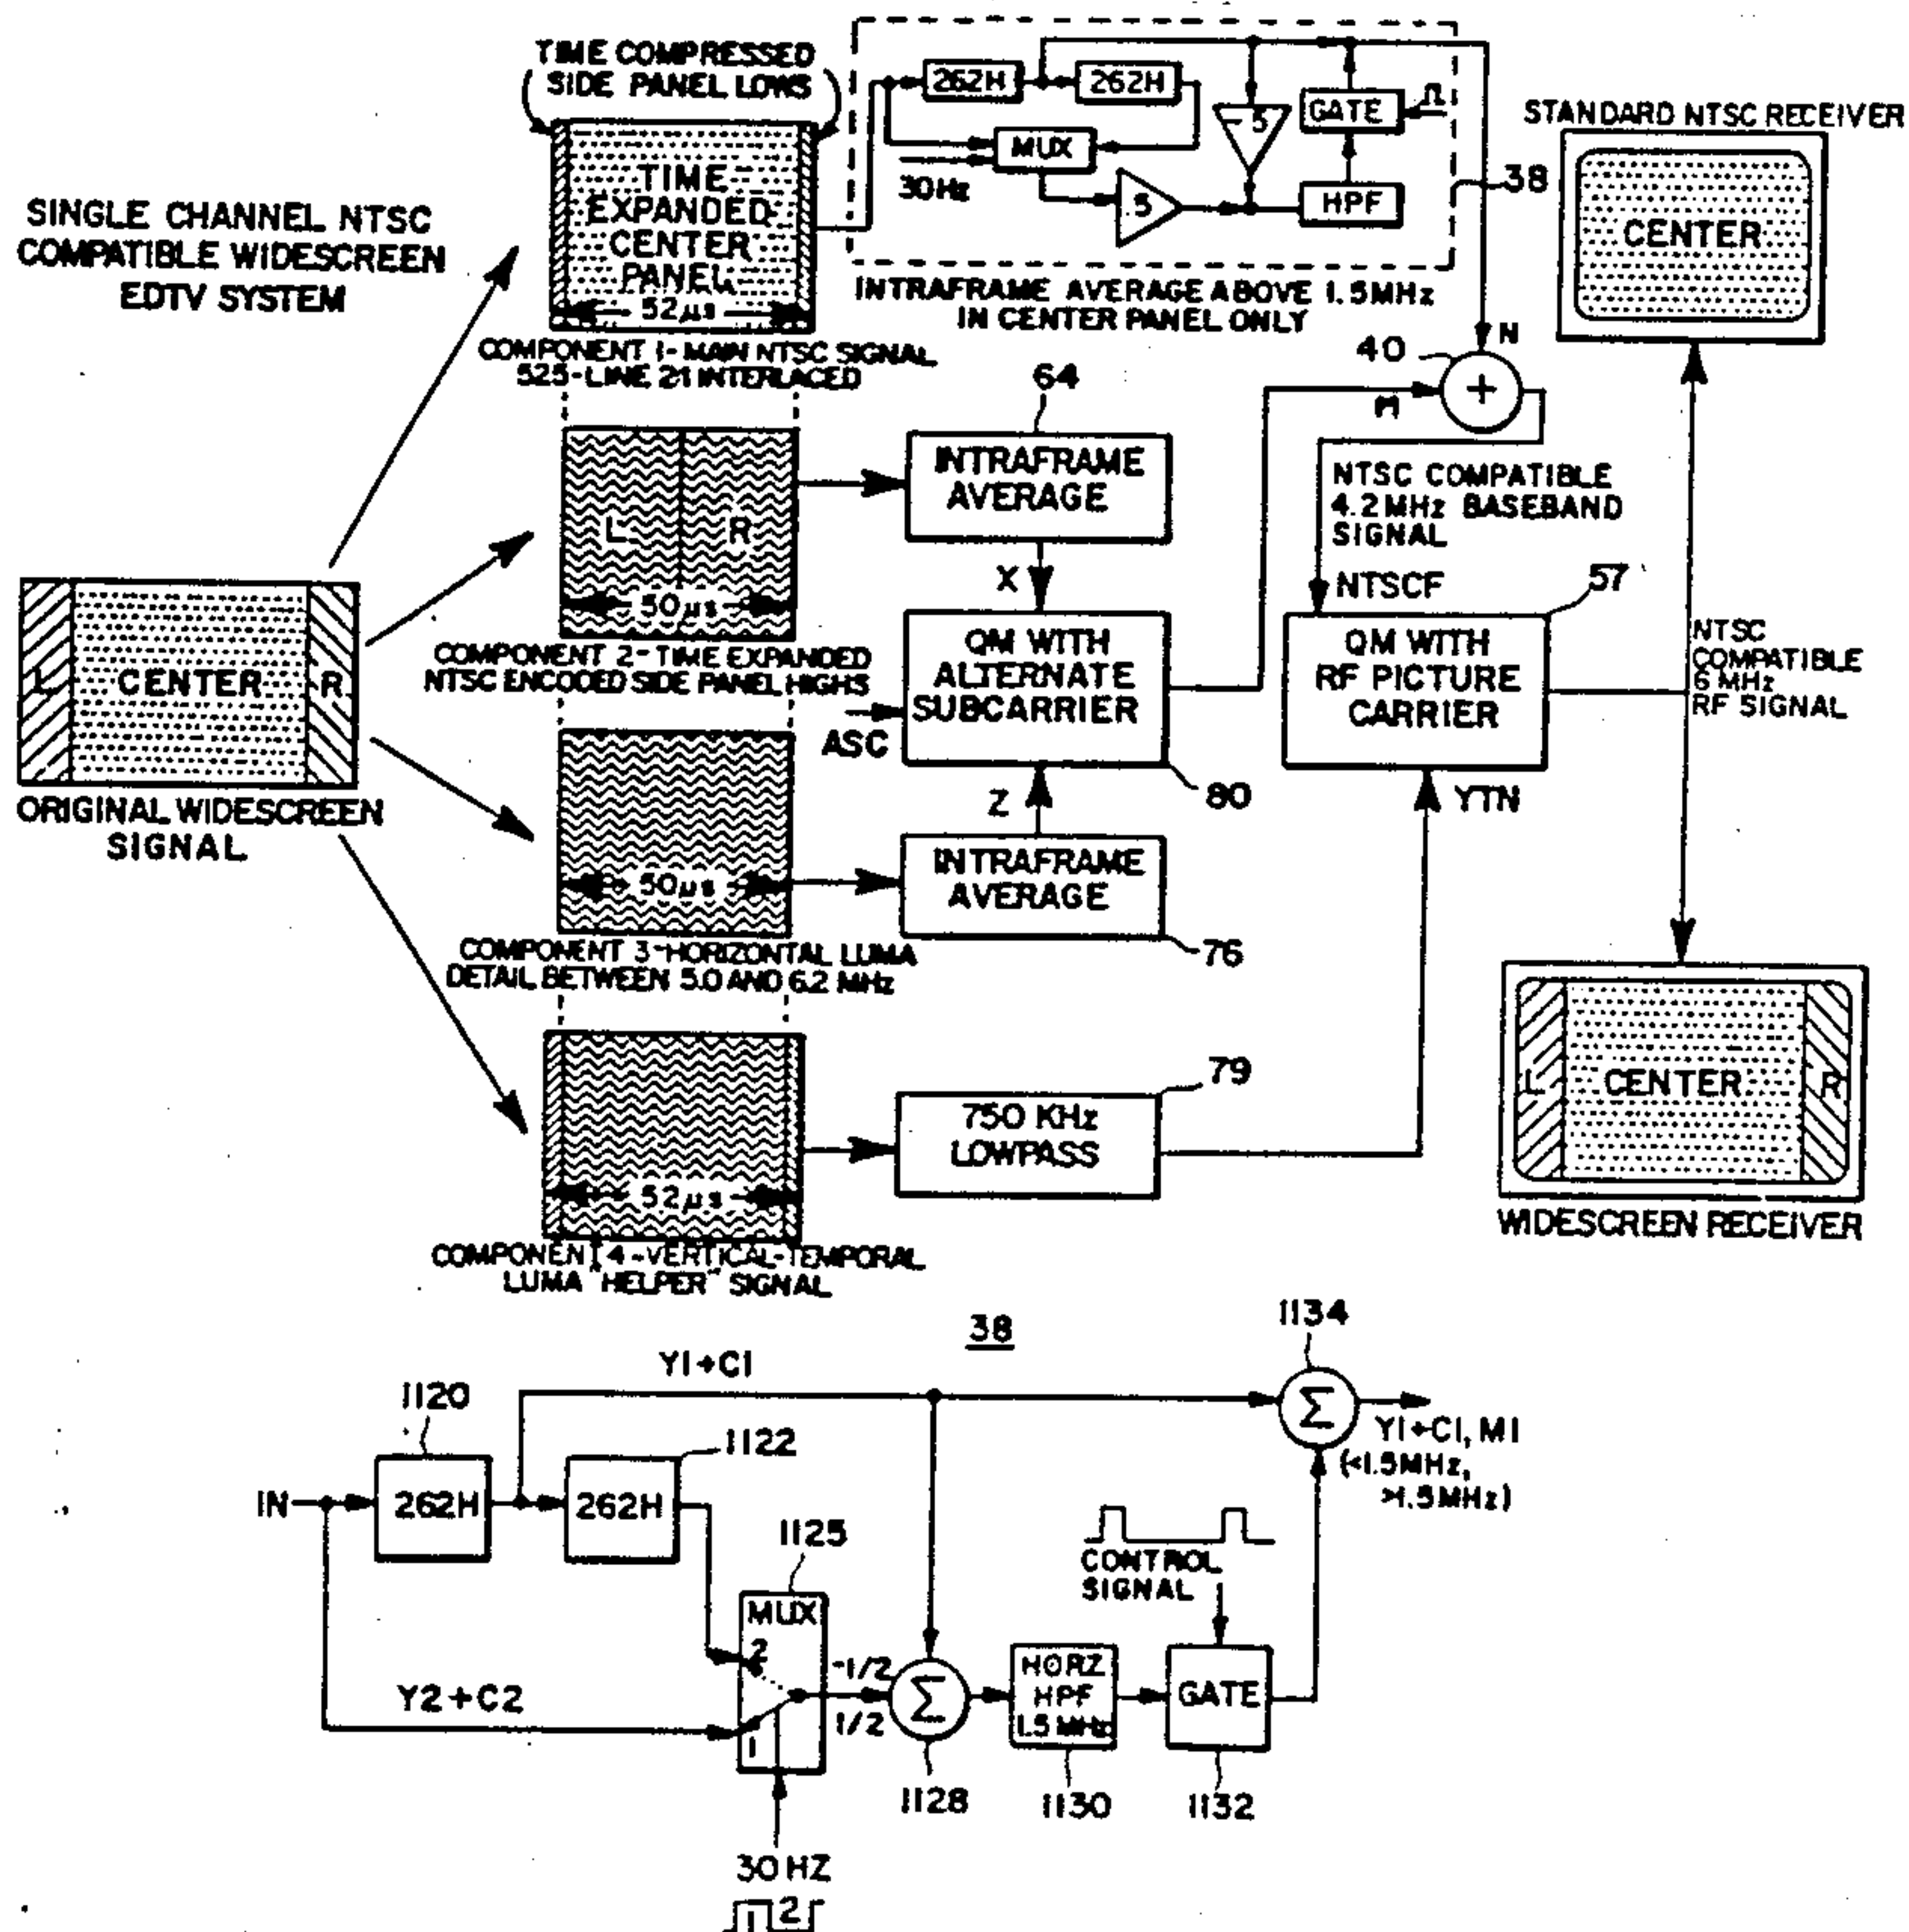 TIME COMPRESSED
SIDE PANEL LOWS
SINGLE CHANNEL NTSC
COMPATIBLE WIDESCREEN
EDTV SYSTEM
TIME
EXPANDED
CENTER
PANEL
52µs
COMPONENT 1-MAIN NTSC SIGNAL
525-LINE 2:1 INTERLACED
262H
262H
MUX
30Hz
.5
-.5
GATE
HPF
38
INTRAFRAME AVERAGE ABOVE 1.5MHz
IN CENTER PANEL ONLY
STANDARD NTSC RECEIVER
CENTER
40
N
+
M
64
L
R
50µs
COMPONENT 2-TIME EXPANDED
NTSC ENCODED SIDE PANEL HIGHS
INTRAFRAME
AVERAGE
X
NTSC COMPATIBLE
4.2MHz BASEBAND
SIGNAL
NTSCF
57
L
CENTER
R
ORIGINAL WIDESCREEN
SIGNAL
QM WITH
ALTERNATE
SUBCARRIER
ASC
80
QM WITH
RF PICTURE
CARRIER
NTSC
COMPATIBLE
6 MHz
RF SIGNAL
YTN
Z
50µs
COMPONENT 3-HORIZONTAL LUMA
DETAIL BETWEEN 5.0 AND 6.2 MHz
INTRAFRAME
AVERAGE
76
52µs
COMPONENT 4-VERTICAL-TEMPORAL
LUMA "HELPER" SIGNAL
750 KHz
LOWPASS
79
L
CENTER
R
WIDESCREEN RECEIVER
38
1134
Y1+C1
Σ
Y1+C1, M1
(<1.5MHz,
>1.5MHz)
1120
1122
IN
262H
262H
1125
MUX
2
1
Y2+C2
-1/2
1/2
Σ
1128
HORZ
HPF
1.5 MHz
1130
CONTROL
SIGNAL
GATE
1132
30 HZ
1 2